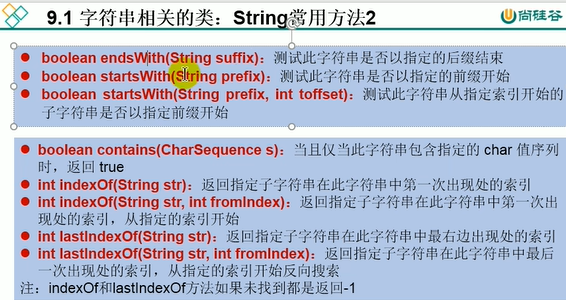 9.1 字符串相关的类：String常用方法2
尚硅谷
● boolean endsWith(String suffix)：测试此字符串是否以指定的后缀结束
● boolean startsWith(String prefix)：测试此字符串是否以指定的前缀开始
● boolean startsWith(String prefix, int toffset)：测试此字符串从指定索引开始的
子字符串是否以指定前缀开始
● boolean contains(CharSequence s)：当且仅当此字符串包含指定的 char 值序列
时，返回 true
● int indexOf(String str)：返回指定子字符串在此字符串中第一次出现处的索引
● int indexOf(String str, int fromIndex)：返回指定子字符串在此字符串中第一次出
现处的索引，从指定的索引开始
● int lastIndexOf(String str)：返回指定子字符串在此字符串中最右边出现处的索引
● int lastIndexOf(String str, int fromIndex)：返回指定子字符串在此字符串中最后
一次出现处的索引，从指定的索引开始反向搜索
注：indexOf和lastIndexOf方法如果未找到都是返回-1